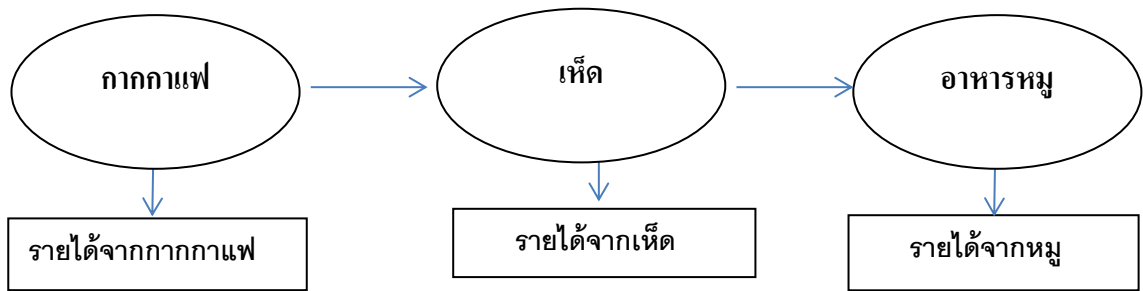 กากกาแฟ
เห็ด
อาหารหมู
รายได้จากกากกาแฟ
รายได้จากเห็ด
รายได้จากหมู